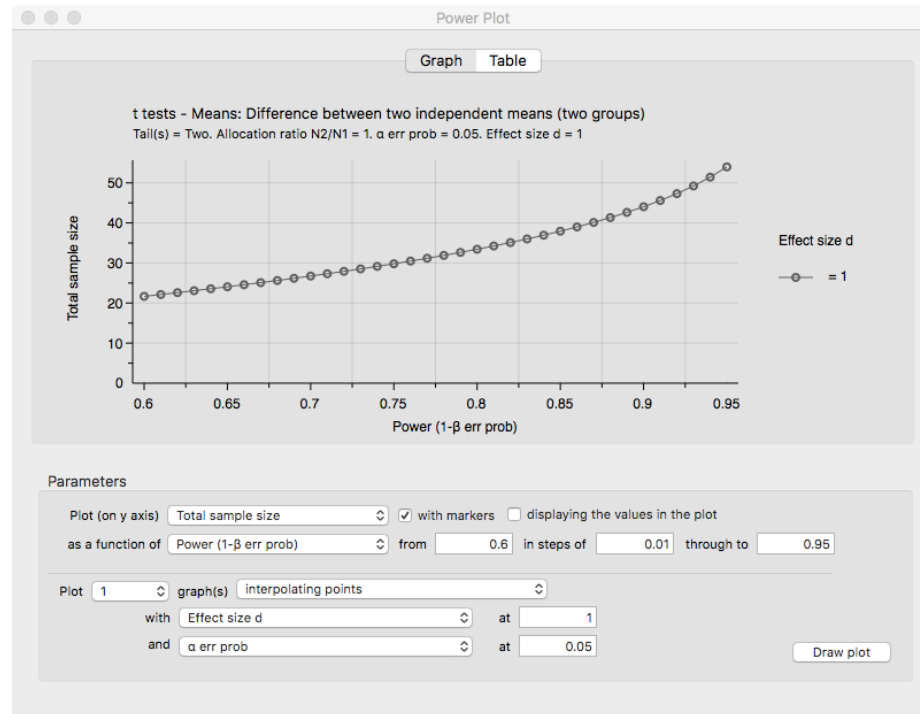 Power Plot
Graph Table
t tests - Means: Difference between two independent means (two groups)
Tail(s) = Two. Allocation ratio N2/N1 = 1. α err prob = 0.05. Effect size d = 1
50
40
30
20
10
0
Total sample size
0.6 0.65 0.7 0.75 0.8 0.85 0.9 0.95
Power (1-β err prob)
Effect size d
= 1
Parameters
Plot (on y axis) Total sample size with markers displaying the values in the plot
as a function of Power (1-β err prob) from 0.6 in steps of 0.01 through to 0.95
Plot 1 graph(s) interpolating points
with Effect size d at 1
and α err prob at 0.05
Draw plot